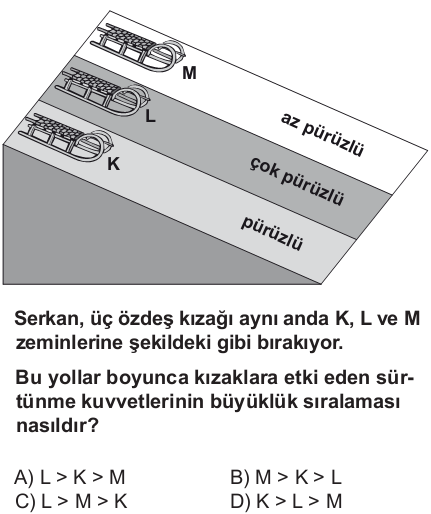 M
az pürüzlü
L
çok pürüzlü
K
pürüzlü
Serkan, üç özdeş kızağı aynı anda K, L ve M
zeminlerine şekildeki gibi bırakıyor.
Bu yollar boyunca kızaklara etki eden sür-
tünme kuvvetlerinin büyüklük sıralaması
nasıldır?
A) L > K > M B) M > K > L
C) L > M > K D) K > L > M